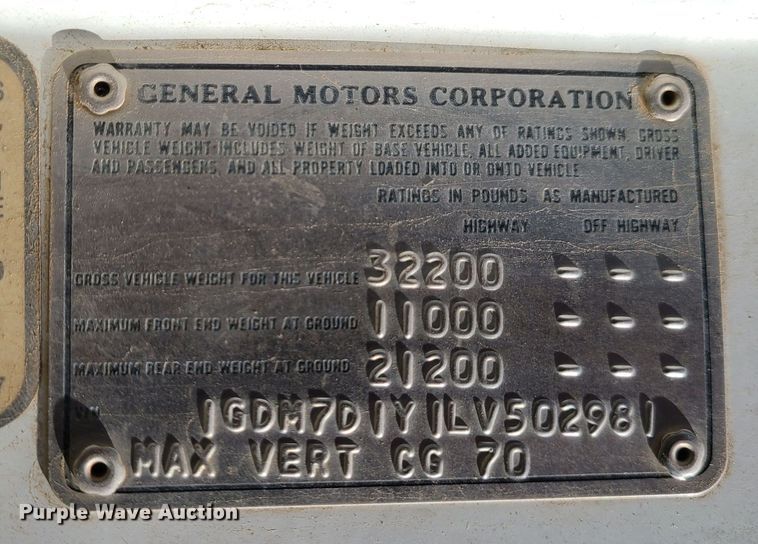 GENERAL MOTORS CORPORATION
WARRANTY MAY BE VOIDED IF WEIGHT EXCEEDS ANY OF RATINGS SHOWN. GROSS
VEHICLE WEIGHT-INCLUDES WEIGHT OF BASE VEHICLE, ALL ADDED EQUIPMENT, DRIVER
AND PASSENGERS, AND ALL PROPERTY LOADED INTO OR ONTO VEHICLE
RATINGS IN POUNDS AS MANUFACTURED
HIGHWAY OFF HIGHWAY
GROSS VEHICLE WEIGHT FOR THIS VEHICLE 32200 - - -
MAXIMUM FRONT END WEIGHT AT GROUND 11000 - - -
MAXIMUM REAR END WEIGHT AT GROUND 21200 - - -
VIN 1GDM7D1Y1LV502981
MAX VERT CG 70
Purple Wave Auction